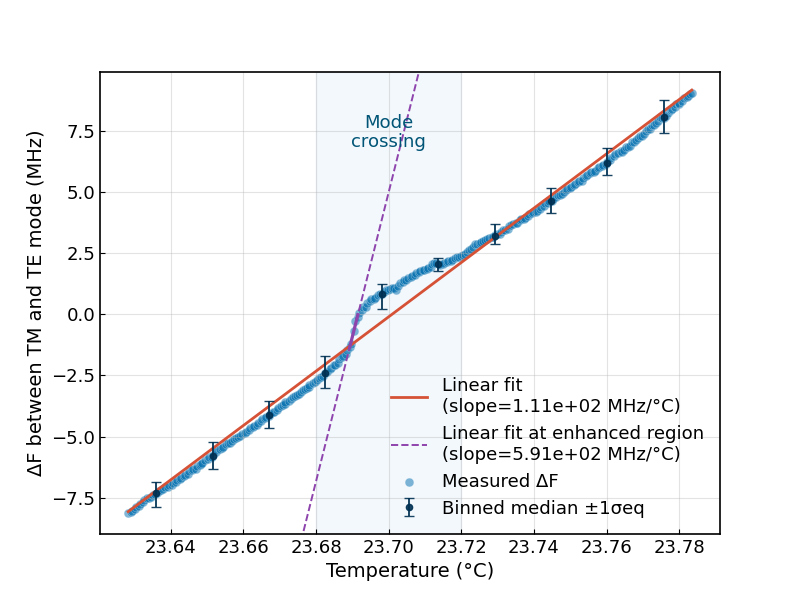 Mode
crossing
ΔF between TM and TE mode (MHz)
7.5
5.0
2.5
0.0
−2.5
−5.0
−7.5
Linear fit
(slope=1.11e+02 MHz/°C)
Linear fit at enhanced region
(slope=5.91e+02 MHz/°C)
Measured ΔF
Binned median ±1σeq
23.64 23.66 23.68 23.70 23.72 23.74 23.76 23.78
Temperature (°C)